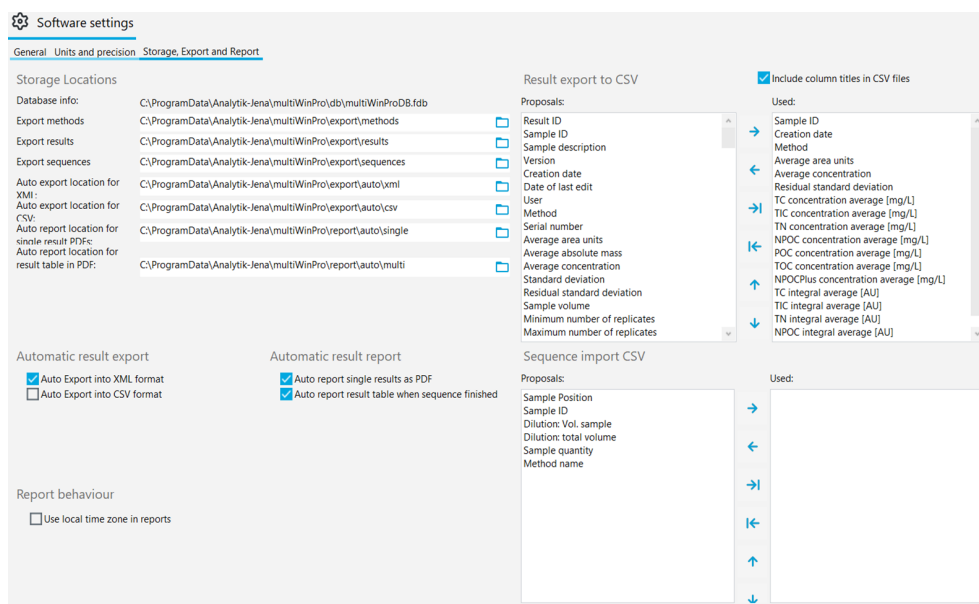 Software settings
General
Units and precision
Storage, Export and Report
Storage Locations
Database info:
C:\ProgramData\Analytik-Jena\multiWinPro\db\multiWinProDB.fdb
Export methods
C:\ProgramData\Analytik-Jena\multiWinPro\export\methods
Export results
C:\ProgramData\Analytik-Jena\multiWinPro\export\results
Export sequences
C:\ProgramData\Analytik-Jena\multiWinPro\export\sequences
Auto export location for
XML:
C:\ProgramData\Analytik-Jena\multiWinPro\export\auto\xml
Auto export location for
CSV:
C:\ProgramData\Analytik-Jena\multiWinPro\export\auto\csv
Auto report location for
single result PDFs:
C:\ProgramData\Analytik-Jena\multiWinPro\report\auto\single
Auto report location for
result table in PDF:
C:\ProgramData\Analytik-Jena\multiWinPro\report\auto\multi
Automatic result export
Auto Export into XML format
Auto Export into CSV format
Automatic result report
Auto report single results as PDF
Auto report result table when sequence finished
Report behaviour
Use local time zone in reports
Result export to CSV
Include column titles in CSV files
Proposals:
Result ID
Sample ID
Sample description
Version
Creation date
Date of last edit
User
Method
Serial number
Average area units
Average absolute mass
Average concentration
Standard deviation
Residual standard deviation
Sample volume
Minimum number of replicates
Maximum number of replicates
Used:
Sample ID
Creation date
Method
Average area units
Average concentration
Residual standard deviation
TC concentration average [mg/L]
TIC concentration average [mg/L]
TN concentration average [mg/L]
NPOC concentration average [mg/L]
POC concentration average [mg/L]
TOC concentration average [mg/L]
NPOCPlus concentration average [mg/L]
TC integral average [AU]
TIC integral average [AU]
TN integral average [AU]
NPOC integral average [AU]
Sequence import CSV
Proposals:
Sample Position
Sample ID
Dilution: Vol. sample
Dilution: total volume
Sample quantity
Method name
Used: